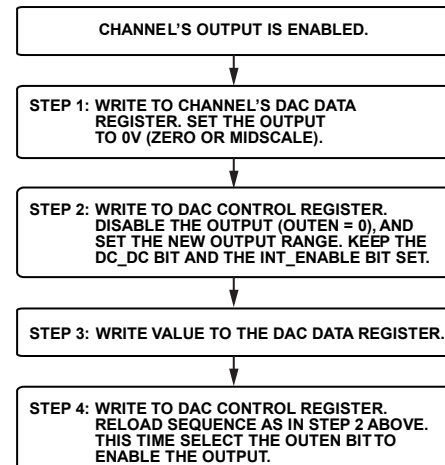 CHANNEL'S OUTPUT IS ENABLED.
STEP 1: WRITE TO CHANNEL'S DAC DATA
REGISTER. SET THE OUTPUT
TO 0V (ZERO OR MIDSCALE).
STEP 2: WRITE TO DAC CONTROL REGISTER.
DISABLE THE OUTPUT (OUTEN = 0), AND
SET THE NEW OUTPUT RANGE. KEEP THE
DC_DC BIT AND THE INT_ENABLE BIT SET.
STEP 3: WRITE VALUE TO THE DAC DATA REGISTER.
STEP 4: WRITE TO DAC CONTROL REGISTER.
RELOAD SEQUENCE AS IN STEP 2 ABOVE.
THIS TIME SELECT THE OUTEN BIT TO
ENABLE THE OUTPUT.